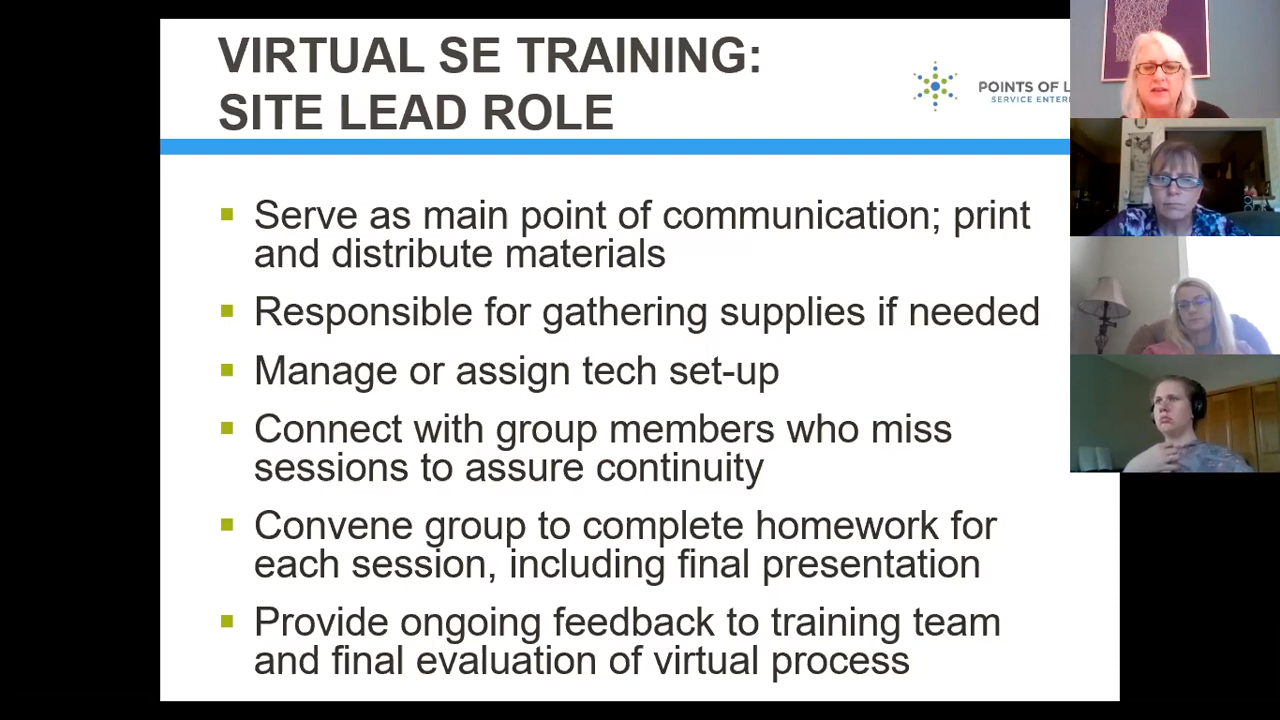 VIRTUAL SE TRAINING:
SITE LEAD ROLE
POINTS OF
SERVICE
Serve as main point of communication; print
and distribute materials
Responsible for gathering supplies if needed
Manage or assign tech set-up
Connect with group members who miss
sessions to assure continuity
Convene group to complete homework for
each session, including final presentation
Provide ongoing feedback to training team
and final evaluation of virtual process